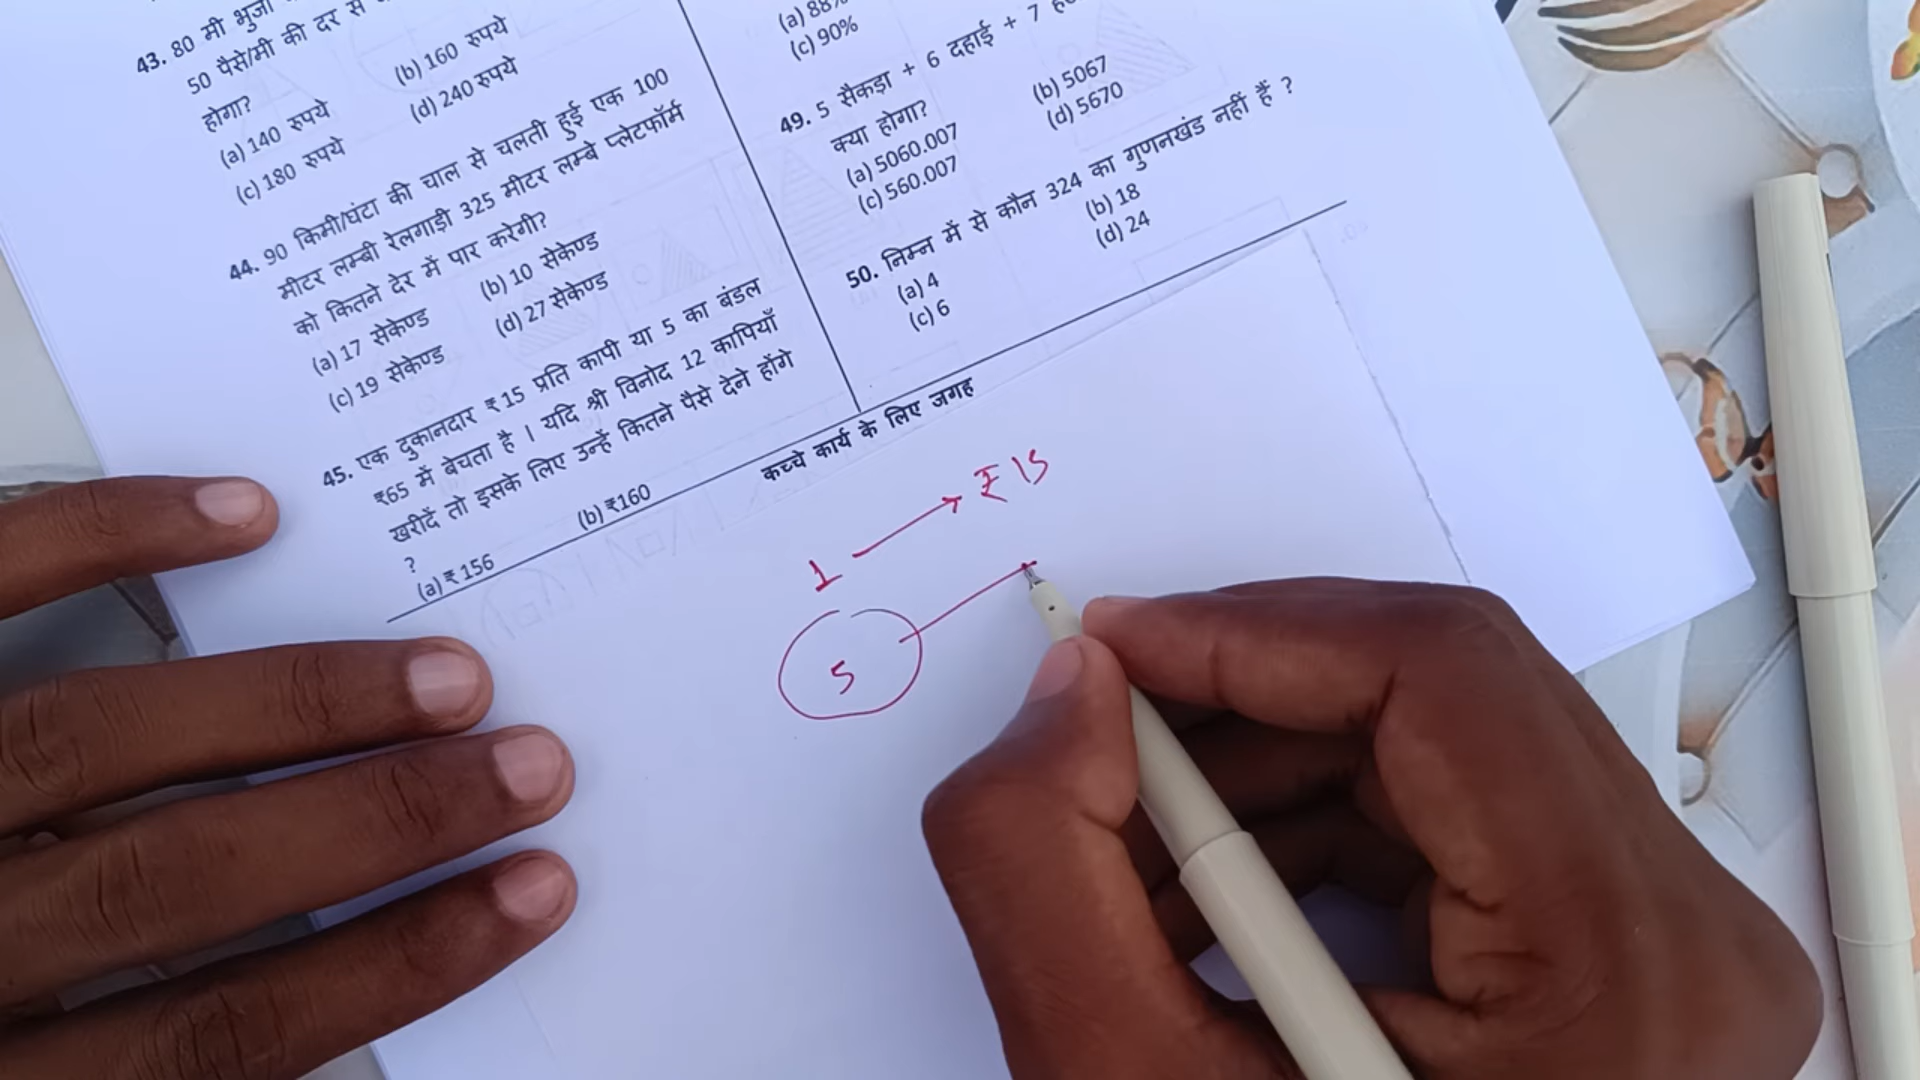 43. 80 मी भुजा
50 पैसे/मी की दर से
होगा?
(a) 140 रुपये
(b) 160 रुपये
(c) 180 रुपये
(d) 240 रुपये
44. 90 किमी/घंटा की चाल से चलती हुई एक 100
मीटर लम्बी रेलगाड़ी 325 मीटर लम्बे प्लेटफॉर्म
को कितने देर में पार करेगी?
(a) 17 सेकेण्ड
(b) 10 सेकेण्ड
(c) 19 सेकेण्ड
(d) 27 सेकेण्ड
45. एक दुकानदार ₹15 प्रति कापी या 5 का बंडल
₹65 में बेचता है । यदि श्री विनोद 12 कापियाँ
खरीदें तो इसके लिए उन्हें कितने पैसे देने होंगे
?
(a) ₹ 156
(b) ₹160
(a) 88%
(c) 90%
49. 5 सैकड़ा + 6 दहाई + 7
क्या होगा?
(a) 5060.007
(b) 5067
(c) 560.007
(d) 5670
50. निम्न में से कौन 324 का गुणनखंड नहीं हैं ?
(a) 4
(b) 18
(c) 6
(d) 24
कच्चे कार्य के लिए जगह
1 → ₹ 15
5